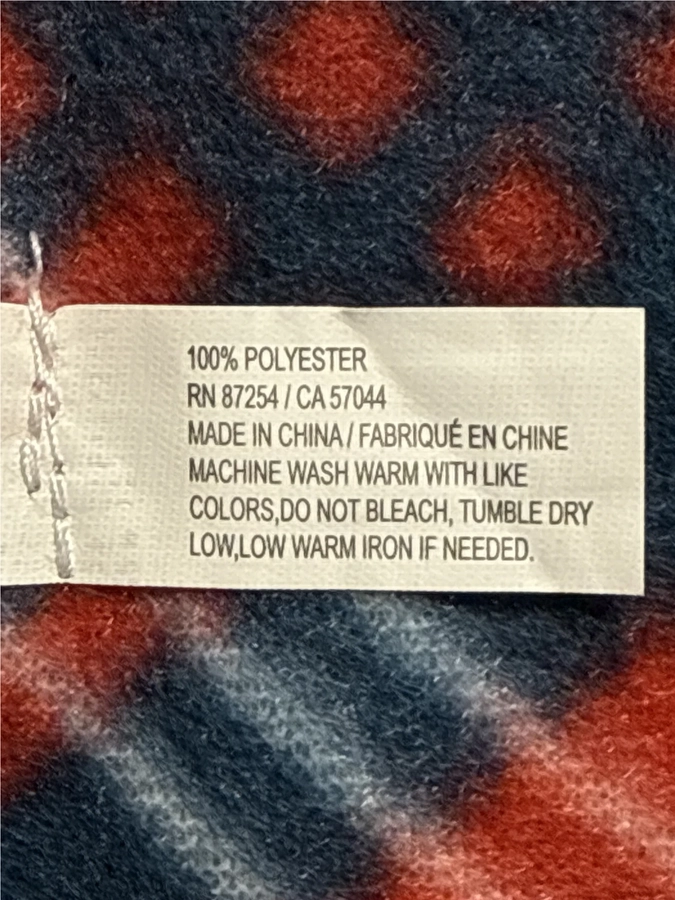 100% POLYESTER
RN 87254 / CA 57044
MADE IN CHINA / FABRIQUÉ EN CHINE
MACHINE WASH WARM WITH LIKE
COLORS,DO NOT BLEACH, TUMBLE DRY
LOW,LOW WARM IRON IF NEEDED.